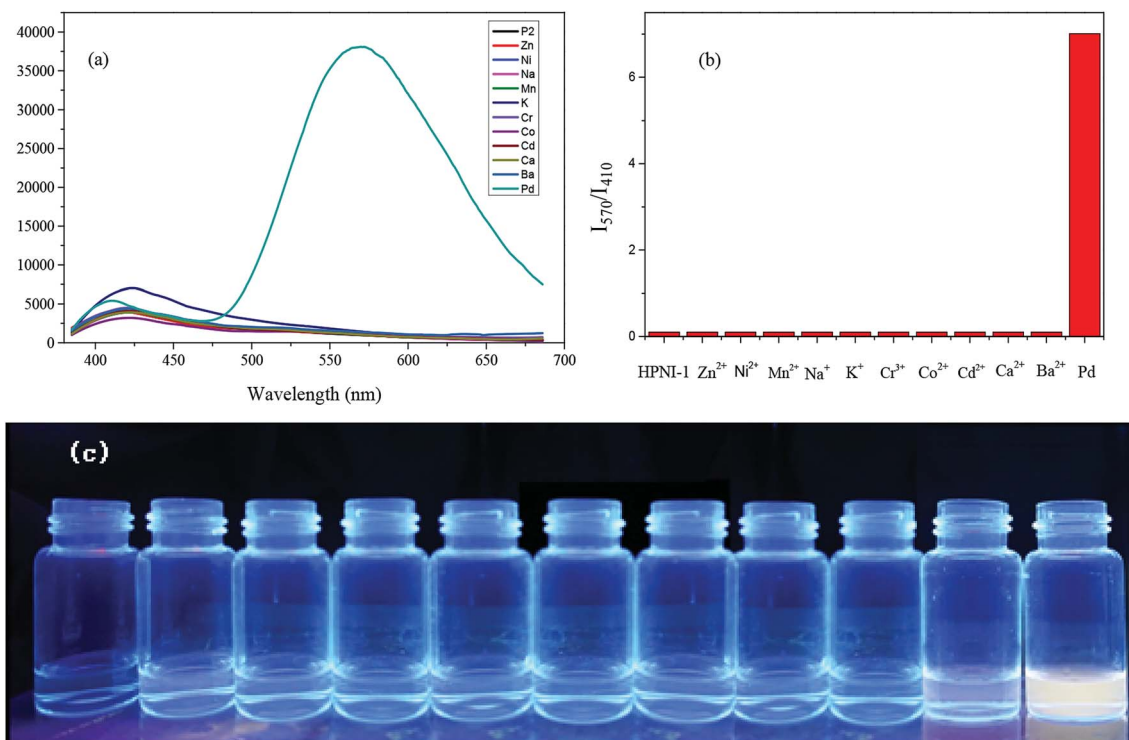 (a)
40000
35000
30000
25000
20000
15000
10000
5000
0
400 450 500 550 600 650 700
Wavelength (nm)
P2
Zn
Ni
Na
Mn
K
Cr
Co
Cd
Ca
Ba
Pd
(b)
6
4
2
0
I₅₇₀/I₄₁₀
HPNI-1 Zn²⁺ Ni²⁺ Mn²⁺ Na⁺ K⁺ Cr³⁺ Co²⁺ Cd²⁺ Ca²⁺ Ba²⁺ Pd
(c)